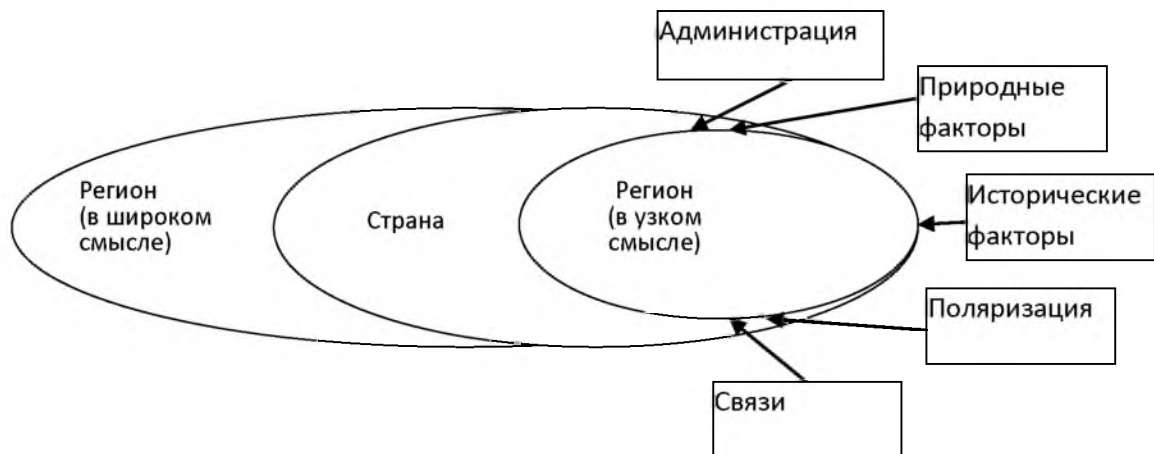 Администрация
Природные
факторы
Регион
(в широком
смысле)
Страна
Регион
(в узком
смысле)
Исторические
факторы
Поляризация
Связи